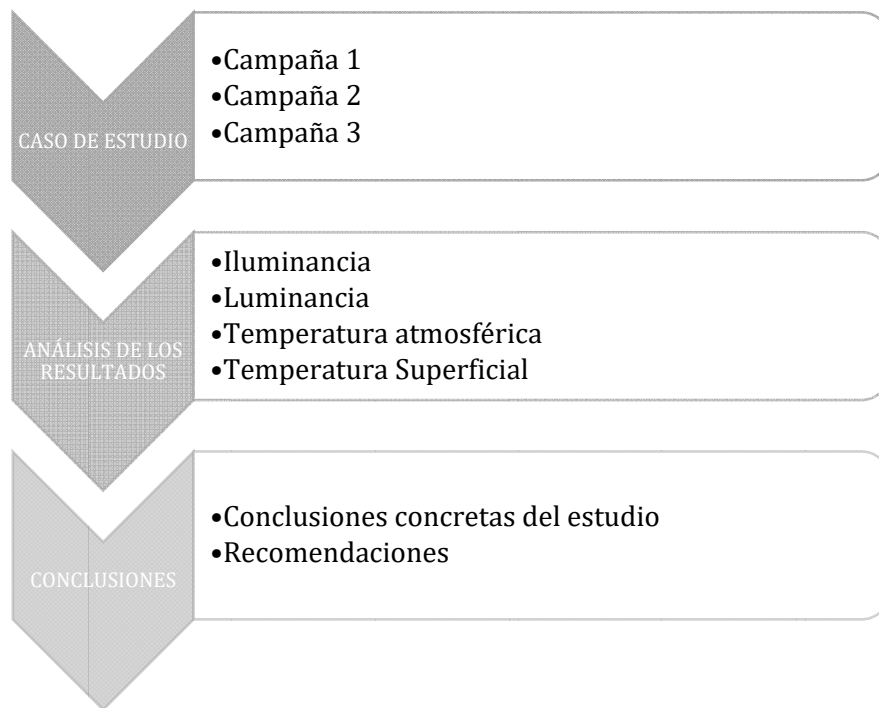 CASO DE ESTUDIO
•Campaña 1
•Campaña 2
•Campaña 3
ANÁLISIS DE LOS
RESULTADOS
•Iluminancia
•Luminancia
•Temperatura atmosférica
•Temperatura Superficial
CONCLUSIONES
•Conclusiones concretas del estudio
•Recomendaciones